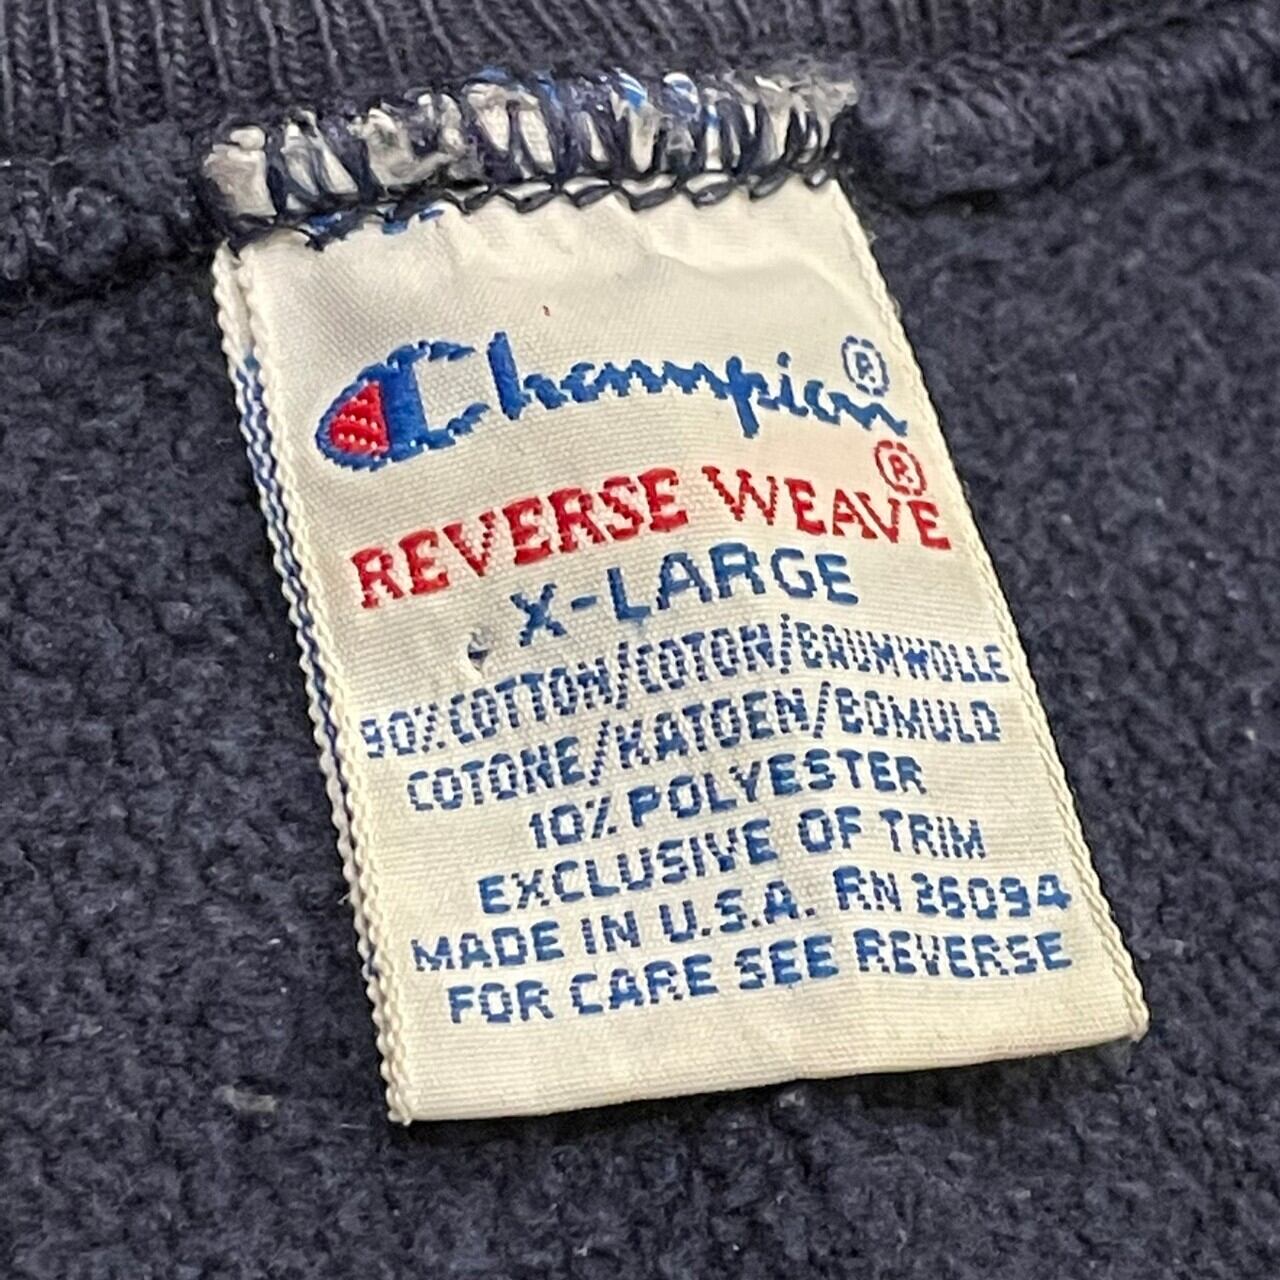 Champion®
REVERSE WEAVE®
X-LARGE
90% COTTON/COTON/BAUMWOLLE
COTONE/KATOEN/BOMULD
10% POLYESTER
EXCLUSIVE OF TRIM
MADE IN U.S.A. RN 26094
FOR CARE SEE REVERSE